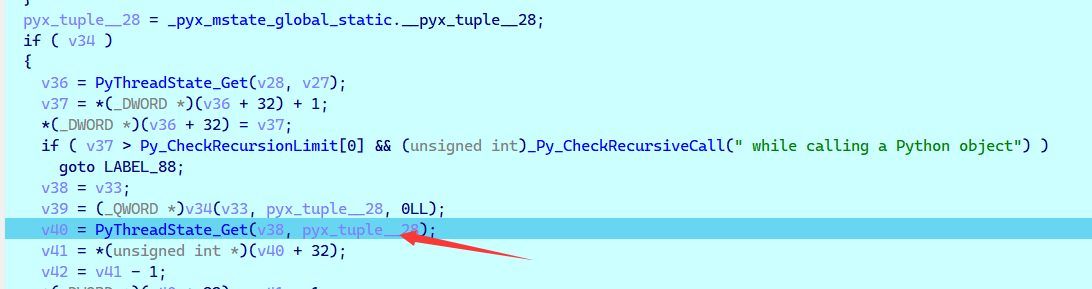 }
pyx_tuple__28 = _pyx_mstate_global_static.__pyx_tuple__28;
if ( v34 )
{
v36 = PyThreadState_Get(v28, v27);
v37 = *(_DWORD *)(v36 + 32) + 1;
*(_DWORD *)(v36 + 32) = v37;
if ( v37 > Py_CheckRecursionLimit[0] && (unsigned int)_Py_CheckRecursiveCall(" while calling a Python object") )
goto LABEL_88;
v38 = v33;
v39 = (_QWORD *)v34(v33, pyx_tuple__28, 0LL);
v40 = PyThreadState_Get(v38, pyx_tuple__28);
v41 = *(unsigned int *)(v40 + 32);
v42 = v41 - 1;